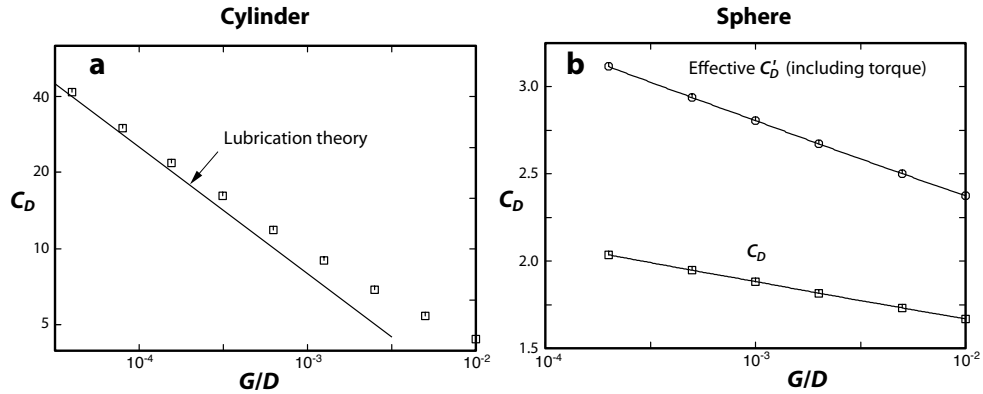 Cylinder
Sphere
a
Lubrication theory
C_D
40
20
10
5
10⁻⁴
10⁻³
10⁻²
G/D
b
Effective C′_D (including torque)
C_D
C_D
3.0
2.5
2.0
1.5
10⁻⁴
10⁻³
10⁻²
G/D